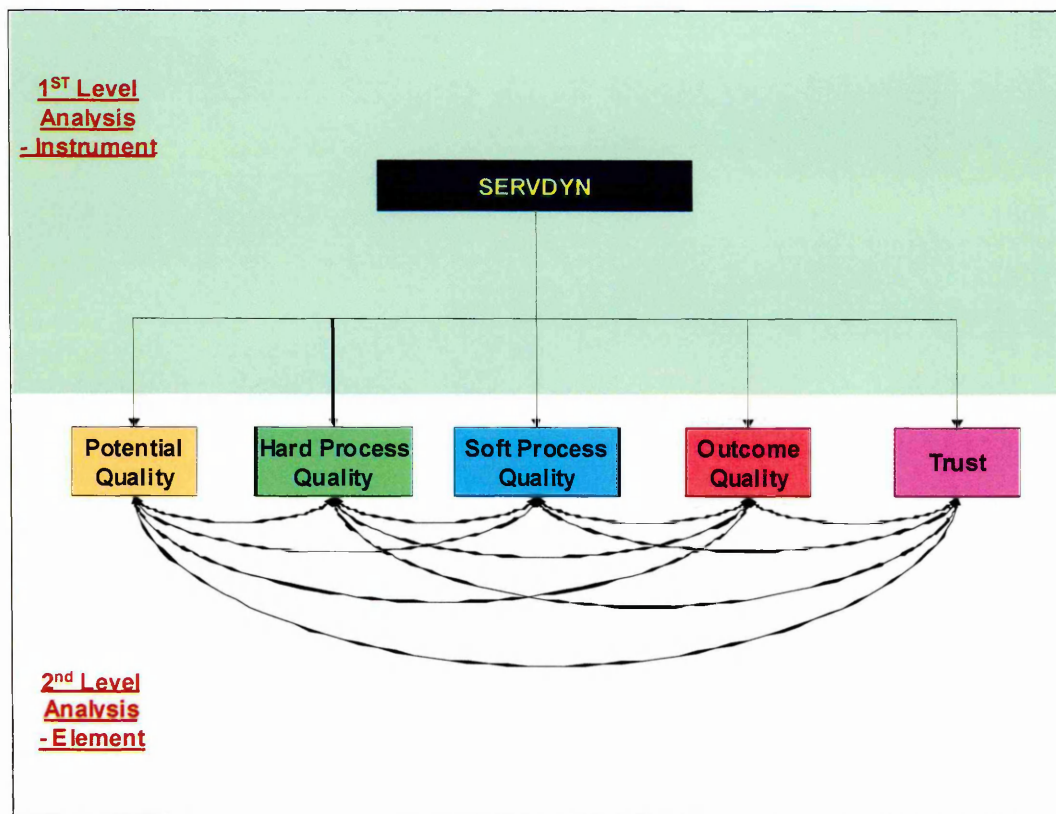 1ST Level
Analysis
- Instrument
SERVDYN
Potential
Quality
Hard Process
Quality
Soft Process
Quality
Outcome
Quality
Trust
2nd Level
Analysis
- Element